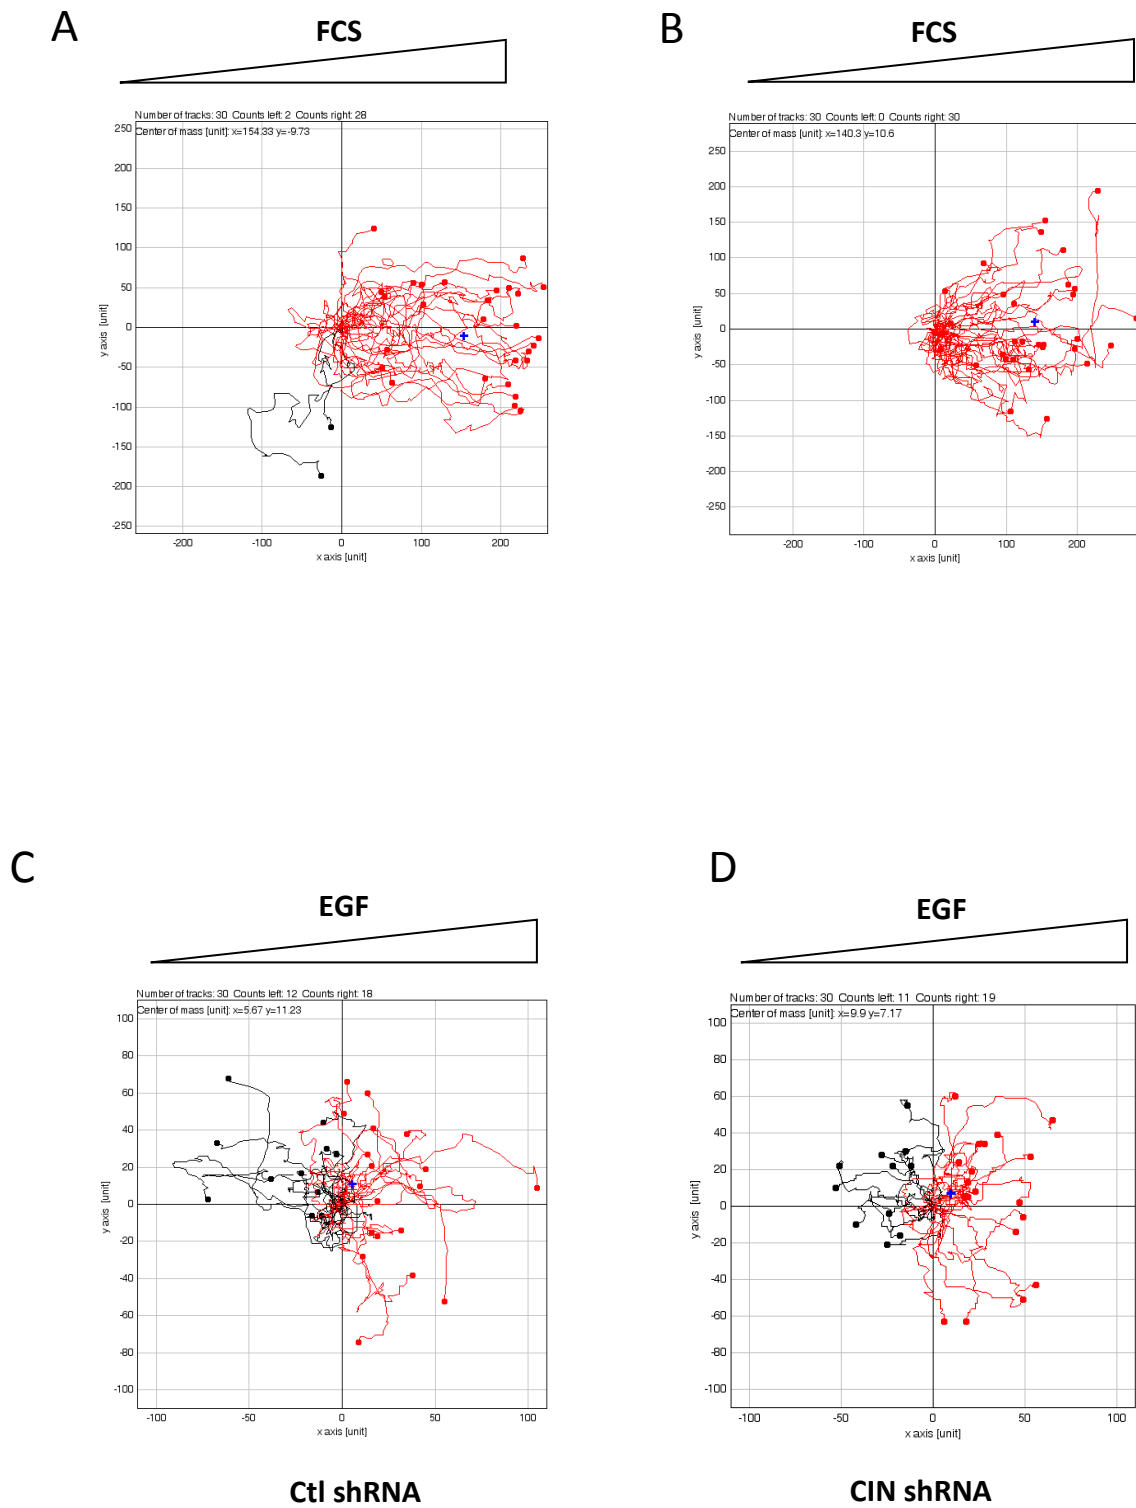 A
FCS
Number of tracks: 30 Counts left: 2 Counts right: 28
Center of mass [unit]: x=154.33 y=-9.73
250
200
150
100
50
0
-50
-100
-150
-200
-250
y axis [unit]
-200
-100
0
100
200
x axis [unit]
B
FCS
Number of tracks: 30 Counts left: 0 Counts right: 30
Center of mass [unit]: x=140.3 y=10.6
250
200
150
100
50
0
-50
-100
-150
-200
-250
y axis [unit]
-200
-100
0
100
200
x axis [unit]
C
EGF
Number of tracks: 30 Counts left: 12 Counts right: 18
Center of mass [unit]: x=5.67 y=11.23
100
80
60
40
20
0
-20
-40
-60
-80
-100
y axis [unit]
-100
-50
0
50
100
x axis [unit]
Ctl shRNA
D
EGF
Number of tracks: 30 Counts left: 11 Counts right: 19
Center of mass [unit]: x=9.9 y=7.17
100
80
60
40
20
0
-20
-40
-60
-80
-100
y axis [unit]
-100
-50
0
50
100
x axis [unit]
CIN shRNA